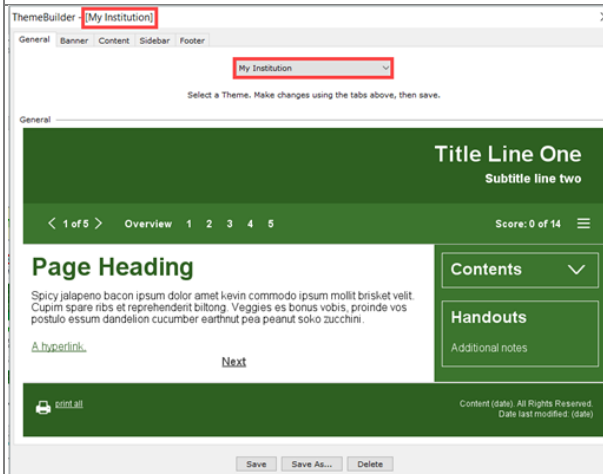 ThemeBuilder - [My Institution]
General Banner Content Sidebar Footer
My Institution
Select a Theme. Make changes using the tabs above, then save.
General
Title Line One
Subtitle line two
1 of 5 Overview 1 2 3 4 5 Score: 0 of 14
Page Heading
Spicy jalapeno bacon ipsum dolor amet kevin commodo ipsum mollit brisket velit.
Cupim spare ribs et reprehenderit biltong. Veggies es bonus vobis, proinde vos
postulo essum dandelion cucumber earthnut pea peanut soko zucchini.
A hyperlink.
Next
Contents
Handouts
Additional notes
print all
Content (date). All Rights Reserved.
Date last modified: (date)
Save Save As... Delete